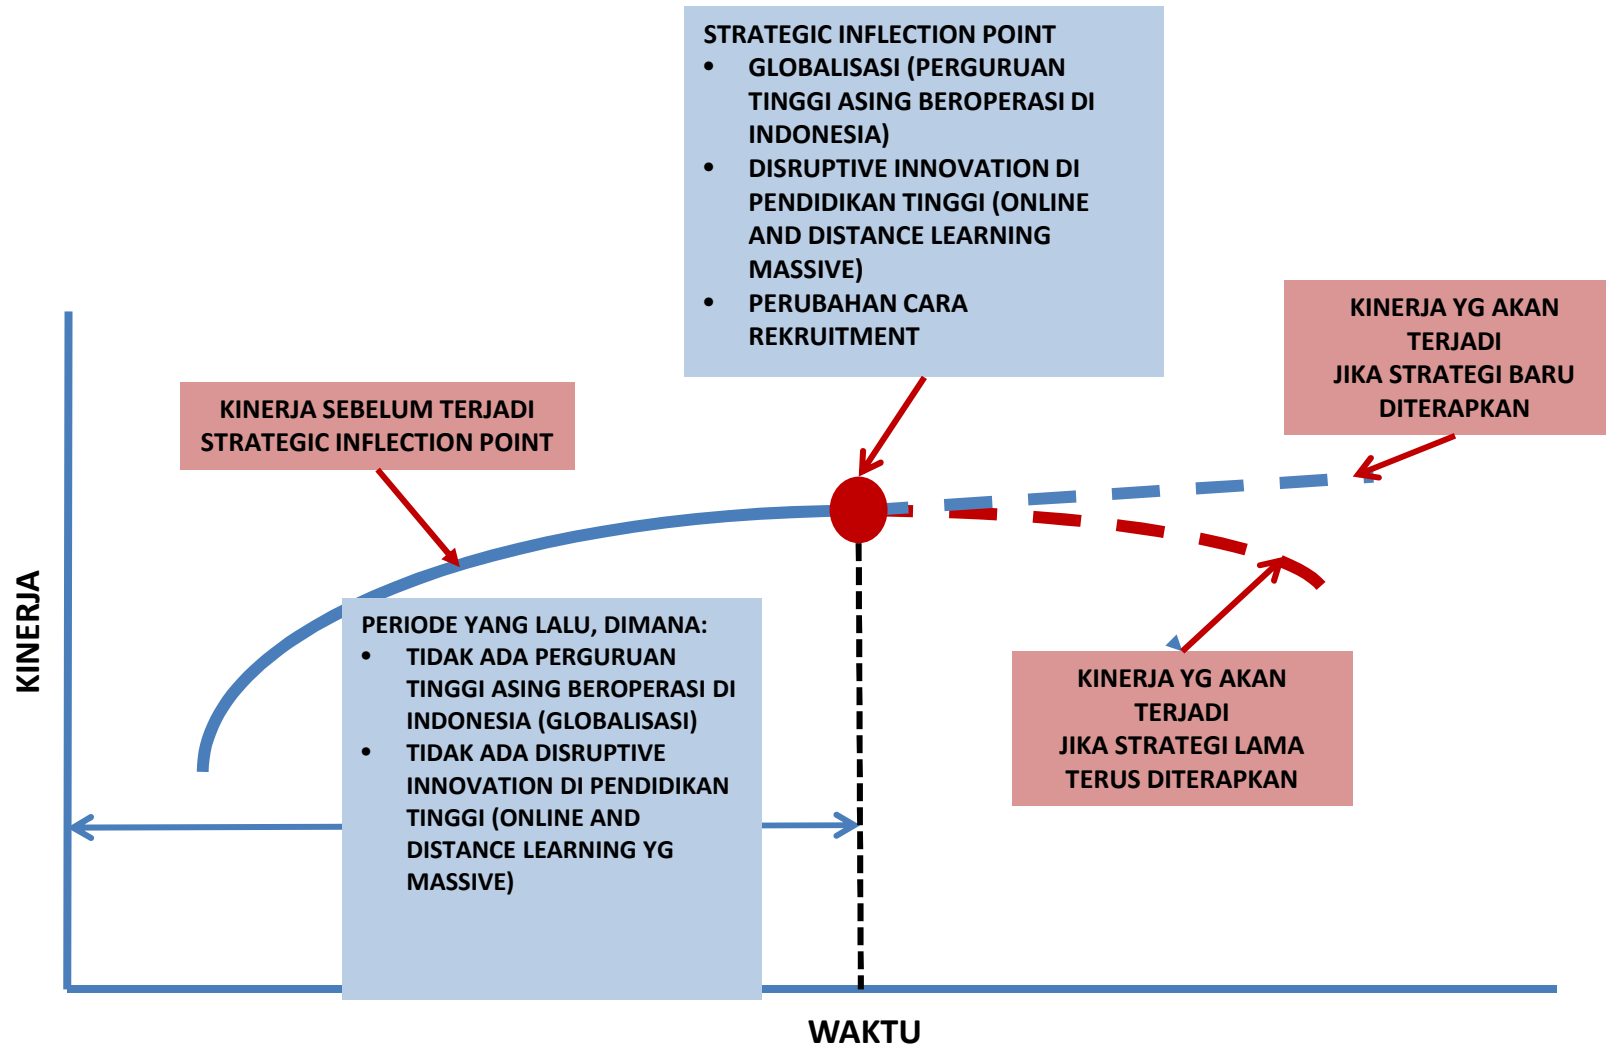 STRATEGIC INFLECTION POINT
• GLOBALISASI (PERGURUAN
TINGGI ASING BEROPERASI DI
INDONESIA)
• DISRUPTIVE INNOVATION DI
PENDIDIKAN TINGGI (ONLINE
AND DISTANCE LEARNING
MASSIVE)
• PERUBAHAN CARA
REKRUITMENT
KINERJA YG AKAN
TERJADI
JIKA STRATEGI BARU
DITERAPKAN
KINERJA SEBELUM TERJADI
STRATEGIC INFLECTION POINT
KINERJA
PERIODE YANG LALU, DIMANA:
• TIDAK ADA PERGURUAN
TINGGI ASING BEROPERASI DI
INDONESIA (GLOBALISASI)
• TIDAK ADA DISRUPTIVE
INNOVATION DI PENDIDIKAN
TINGGI (ONLINE AND
DISTANCE LEARNING YG
MASSIVE)
KINERJA YG AKAN
TERJADI
JIKA STRATEGI LAMA
TERUS DITERAPKAN
WAKTU